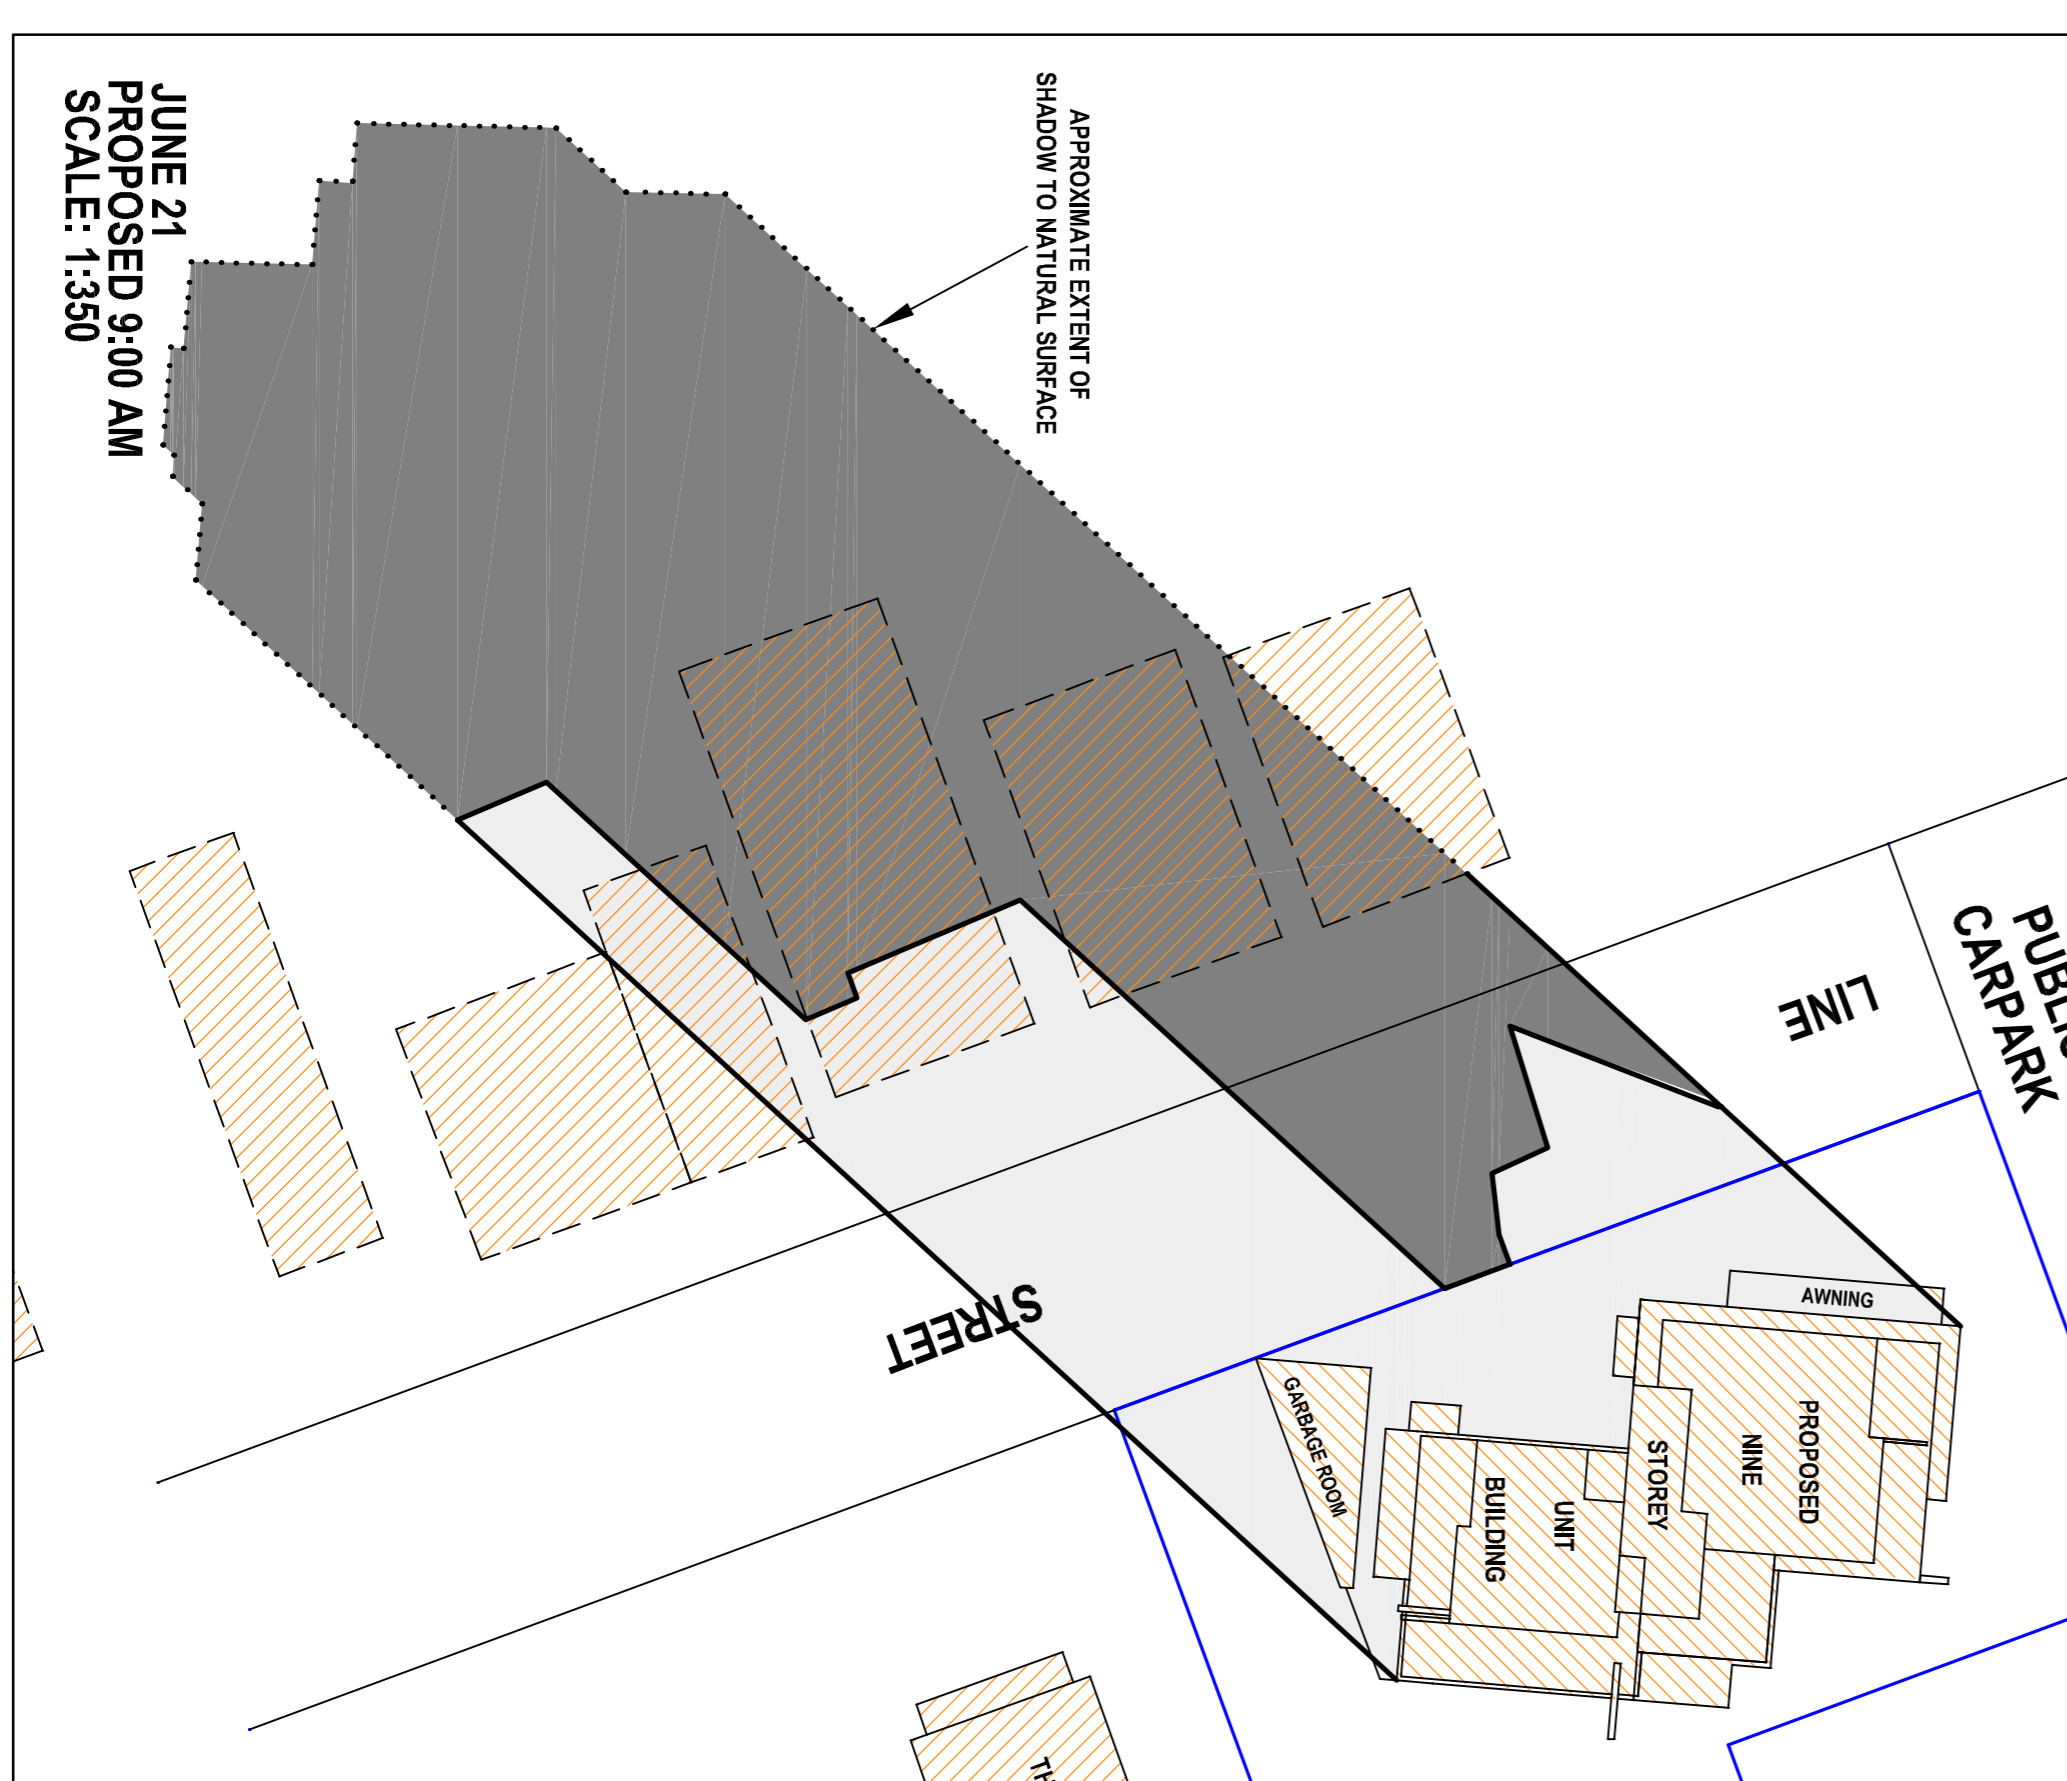 JUNE 21
PROPOSED 9:00 AM
SCALE: 1:350
APPROXIMATE EXTENT OF
SHADOW TO NATURAL SURFACE
CARPARK
LINE
STREET
AWNING
GARBAGE ROOM
PROPOSED
NINE
STOREY
UNIT
BUILDING